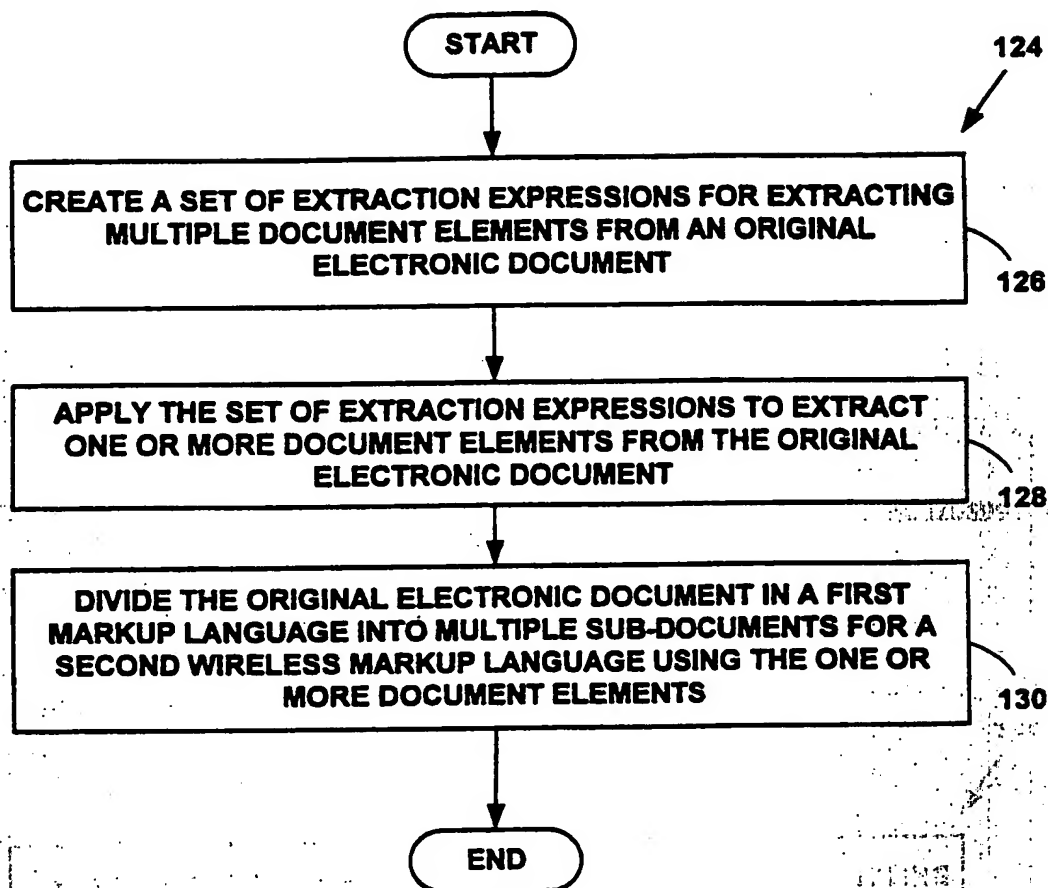 START
124
CREATE A SET OF EXTRACTION EXPRESSIONS FOR EXTRACTING
MULTIPLE DOCUMENT ELEMENTS FROM AN ORIGINAL
ELECTRONIC DOCUMENT
126
APPLY THE SET OF EXTRACTION EXPRESSIONS TO EXTRACT
ONE OR MORE DOCUMENT ELEMENTS FROM THE ORIGINAL
ELECTRONIC DOCUMENT
128
DIVIDE THE ORIGINAL ELECTRONIC DOCUMENT IN A FIRST
MARKUP LANGUAGE INTO MULTIPLE SUB-DOCUMENTS FOR A
SECOND WIRELESS MARKUP LANGUAGE USING THE ONE OR
MORE DOCUMENT ELEMENTS
130
END